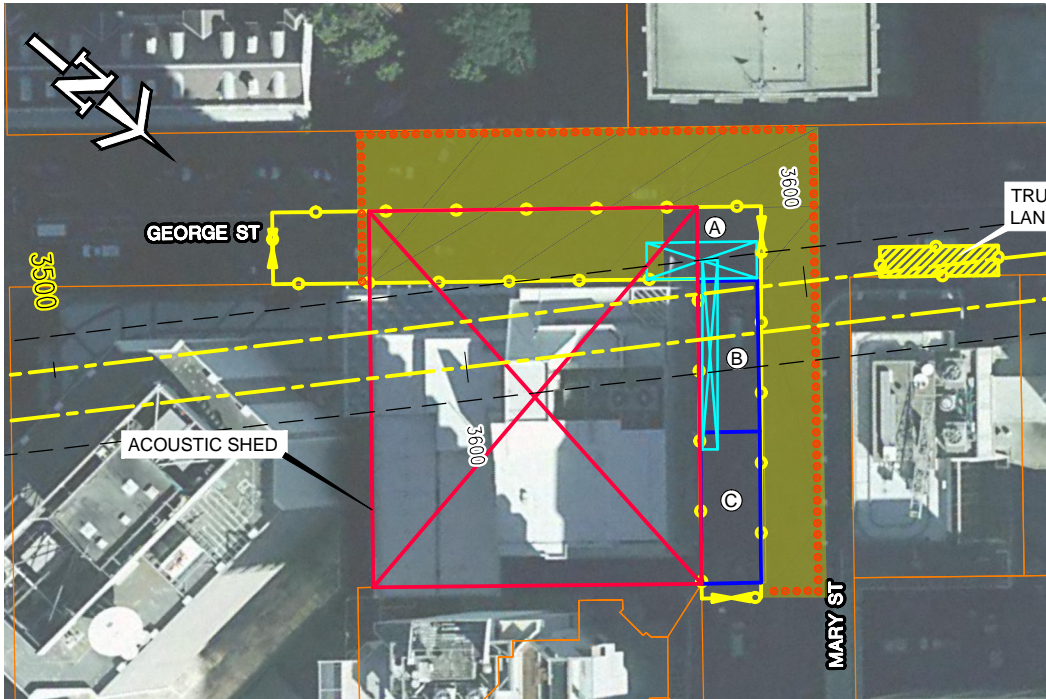 N
3600
TRU
LAN
GEORGE ST
A
3500
B
ACOUSTIC SHED
3600
C
MARY ST